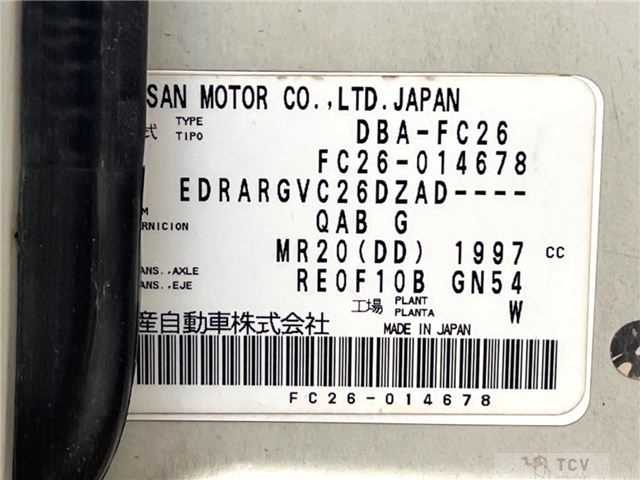 SAN MOTOR CO.,LTD.JAPAN
式 TYPE TIPO DBA-FC26
FC26-014678
EDRARGVC26DZAD----
RNICION QAB G
MR20(DD) 1997 CC
ANS.,AXLE
ANS.,EJE RE0F10B GN54
工場 PLANT PLANTA W
産自動車株式会社 MADE IN JAPAN
FC26-014678
TCV